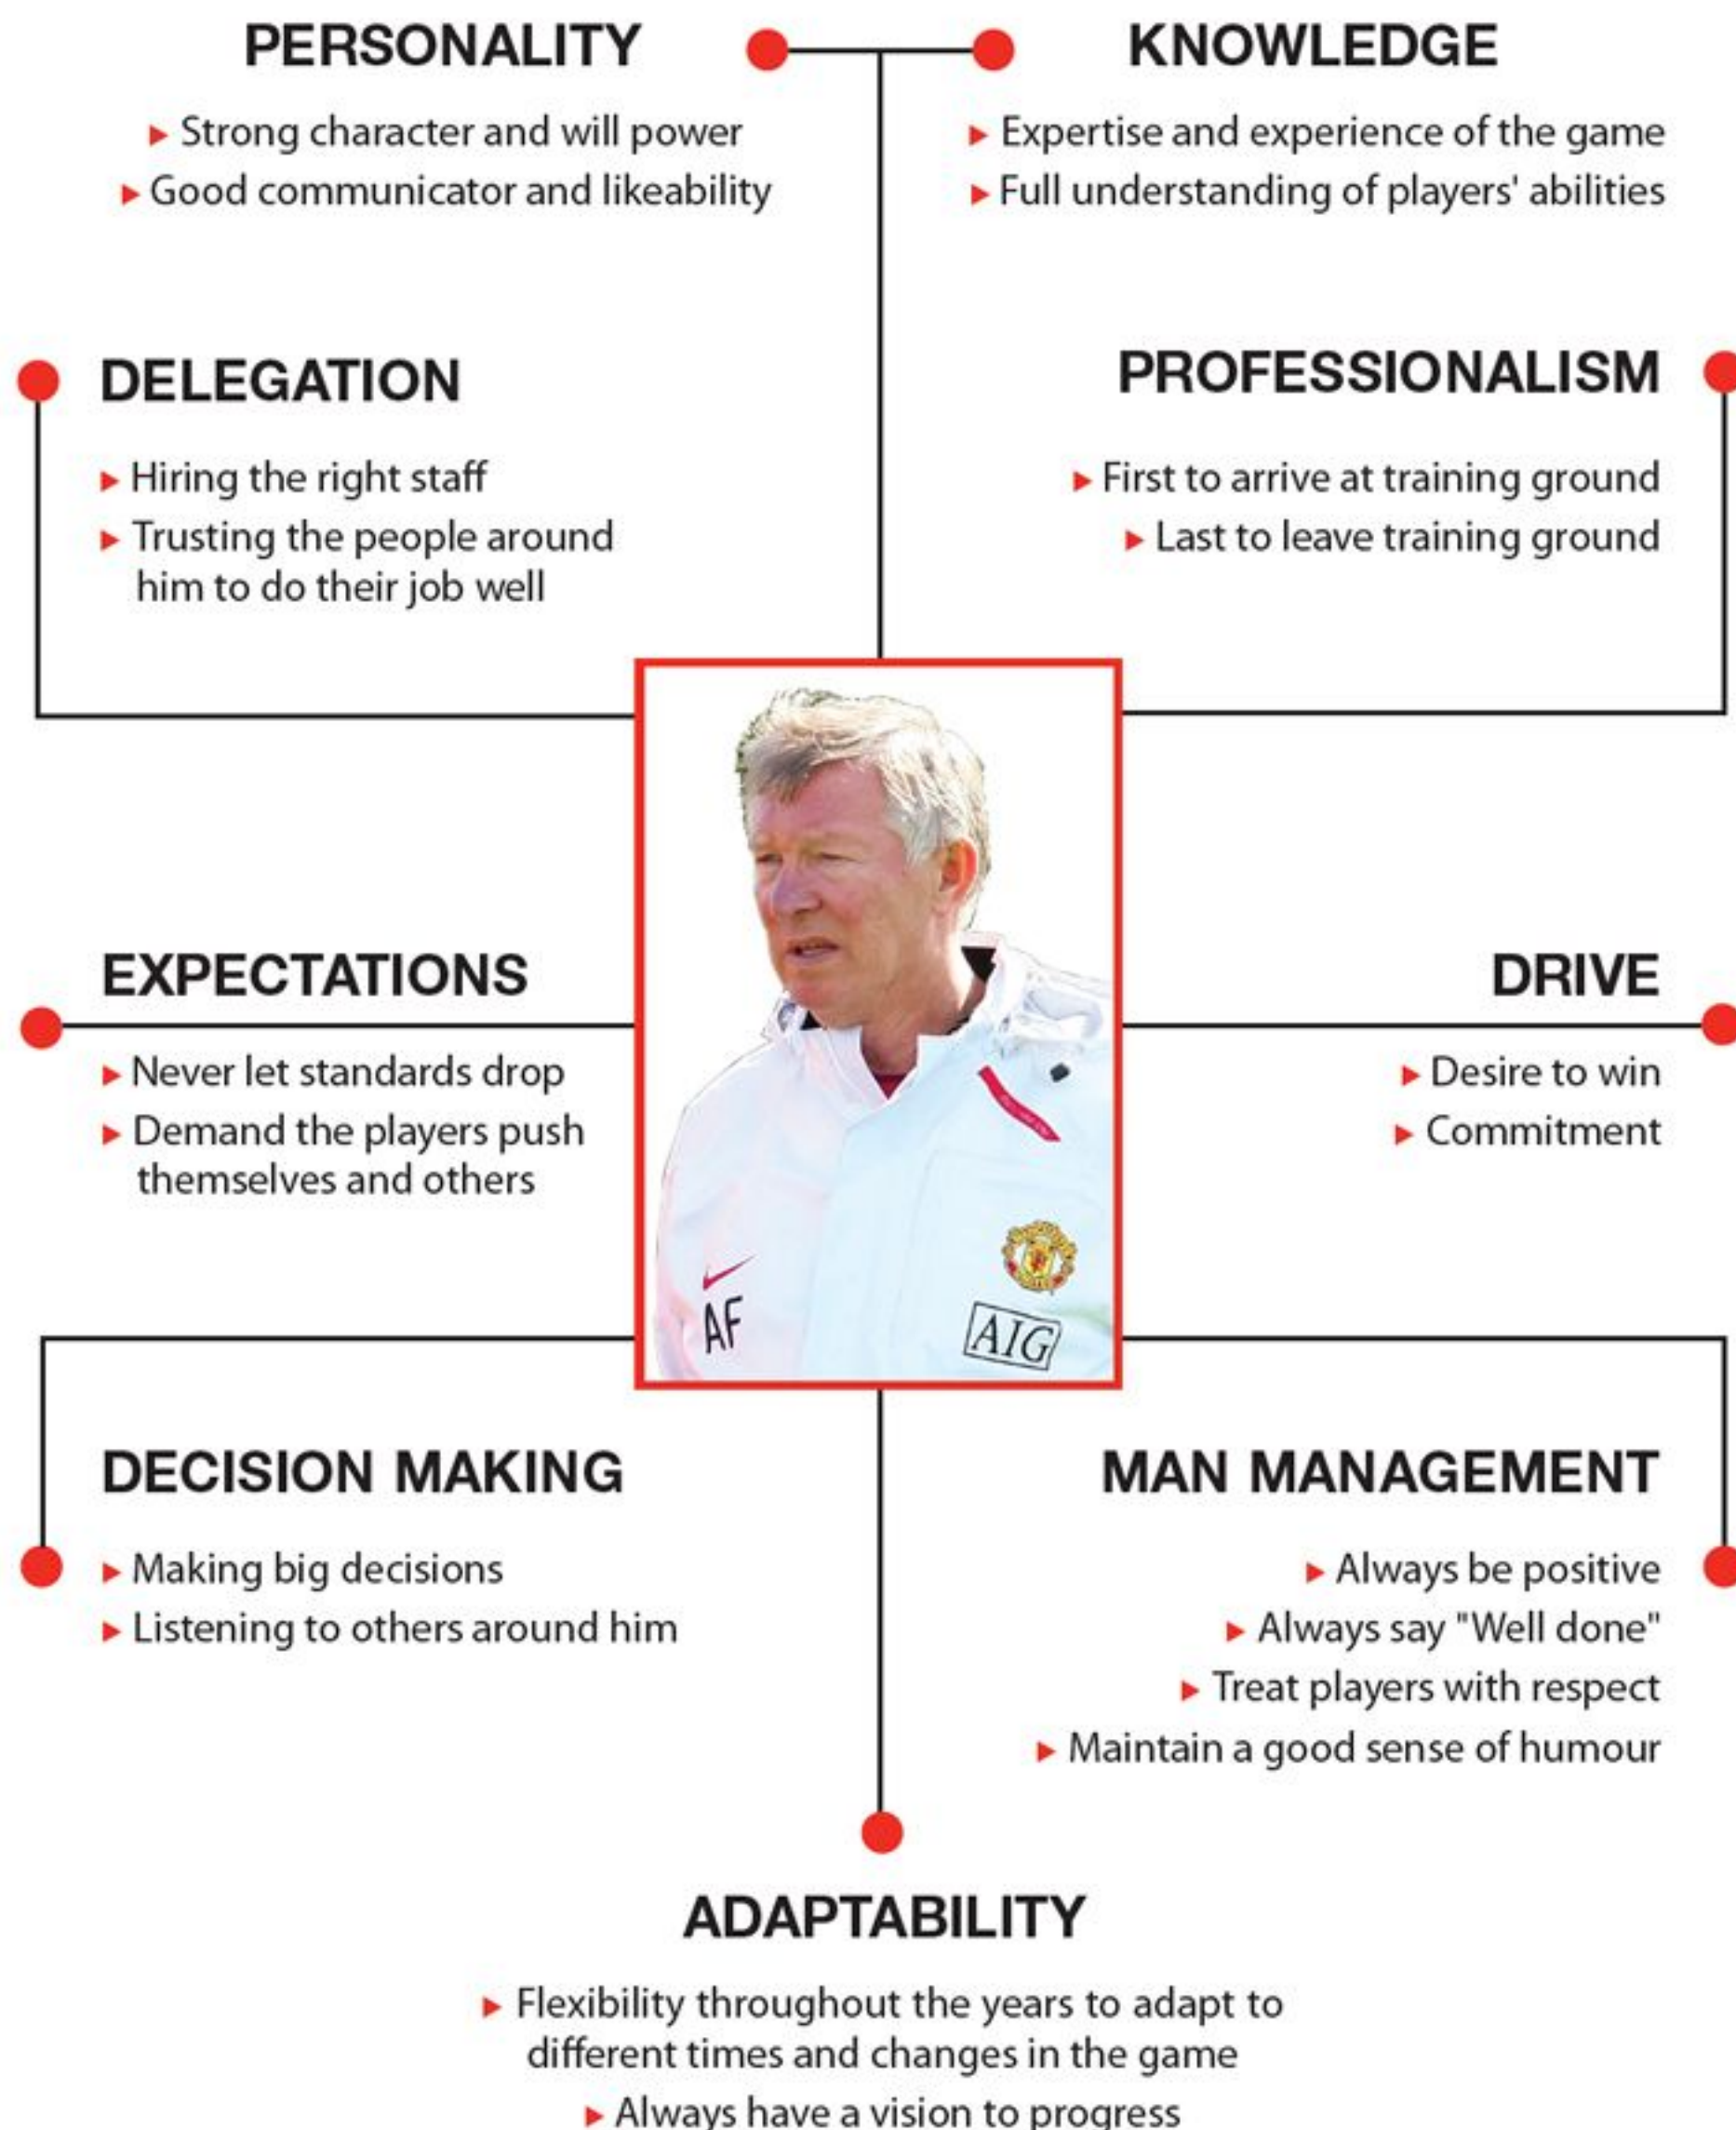 PERSONALITY
▸ Strong character and will power
▸ Good communicator and likeability
KNOWLEDGE
▸ Expertise and experience of the game
▸ Full understanding of players' abilities
DELEGATION
▸ Hiring the right staff
▸ Trusting the people around
him to do their job well
PROFESSIONALISM
▸ First to arrive at training ground
▸ Last to leave training ground
EXPECTATIONS
▸ Never let standards drop
▸ Demand the players push
themselves and others
DRIVE
▸ Desire to win
▸ Commitment
AF
AIG
DECISION MAKING
▸ Making big decisions
▸ Listening to others around him
MAN MANAGEMENT
▸ Always be positive
▸ Always say "Well done"
▸ Treat players with respect
▸ Maintain a good sense of humour
ADAPTABILITY
▸ Flexibility throughout the years to adapt to
different times and changes in the game
▸ Always have a vision to progress